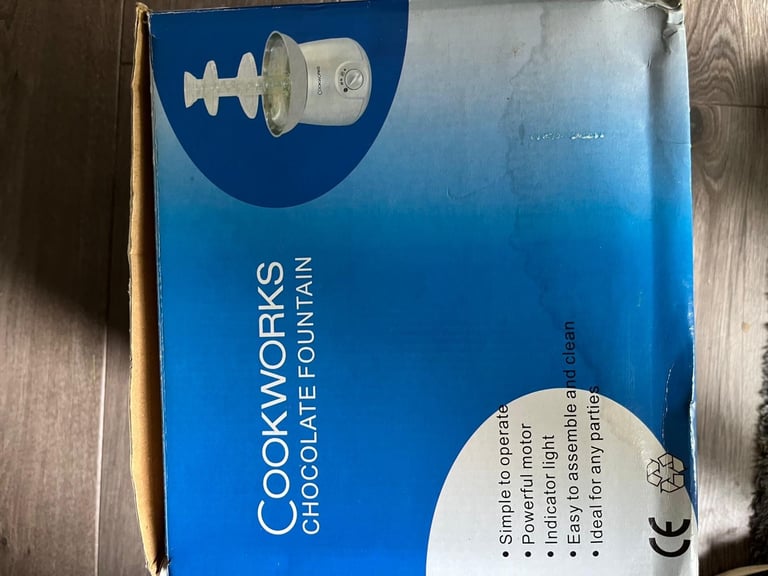 COOKWORKS
COOKWORKS
CHOCOLATE FOUNTAIN
• Simple to operate
• Powerful motor
• Indicator light
• Easy to assemble and clean
• Ideal for any parties
CE